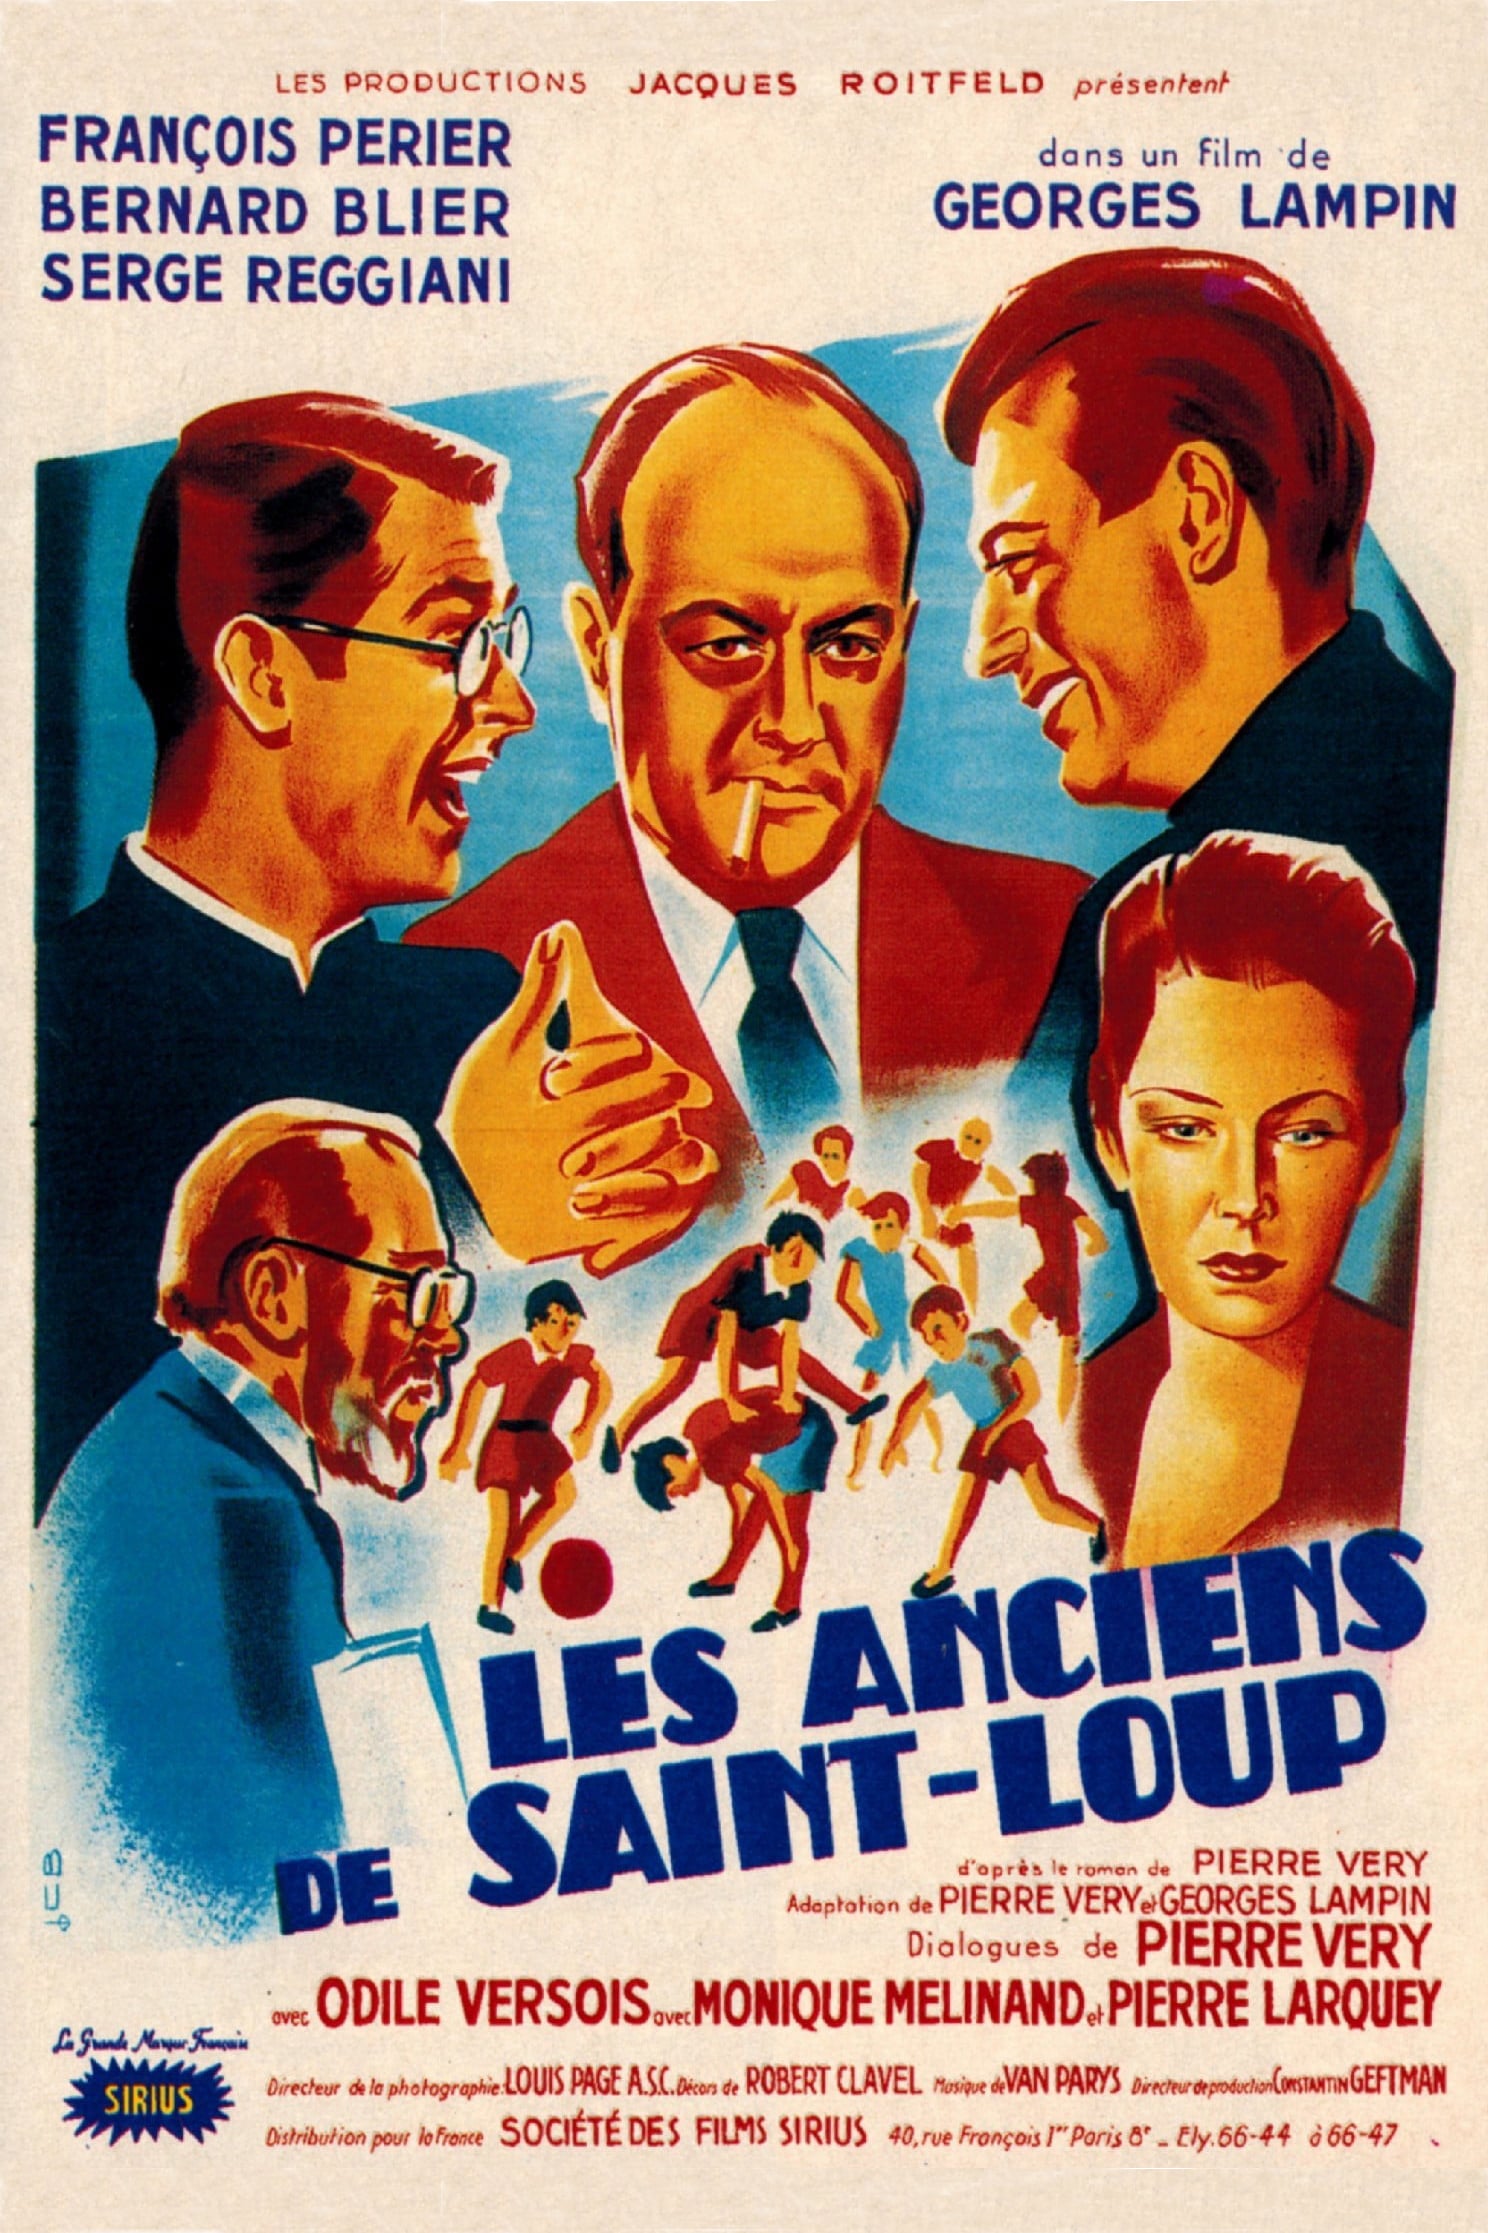 LES PRODUCTIONS JACQUES ROITFELD présentent
FRANÇOIS PERIER
BERNARD BLIER
SERGE REGGIANI
dans un film de
GEORGES LAMPIN
LES ANCIENS
DE SAINT-LOUP
JCB
d'après le roman de PIERRE VERY
Adaptation de PIERRE VERY et GEORGES LAMPIN
Dialogues de PIERRE VERY
avec ODILE VERSOIS avec MONIQUE MELINAND et PIERRE LARQUEY
La Grande Marque Française
SIRIUS
Directeur de la photographie: LOUIS PAGE A.S.C. Décors de ROBERT CLAVEL Musique de VAN PARYS Directeur de production CONSTANTIN GEFTMAN
Distribution pour la France SOCIÉTÉ DES FILMS SIRIUS 40, rue François 1er Paris 8e - Ely. 66-44 à 66-47